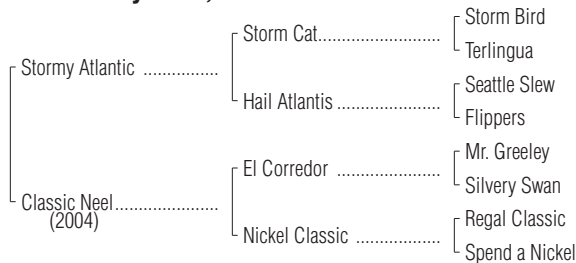 Storm Bird
Storm Cat..........................
Terlingua
Stormy Atlantic ................
Seattle Slew
Hail Atlantis ......................
Flippers
Mr. Greeley
El Corredor ......................
Silvery Swan
Classic Neel......................
(2004)
Regal Classic
Nickel Classic ..................
Spend a Nickel